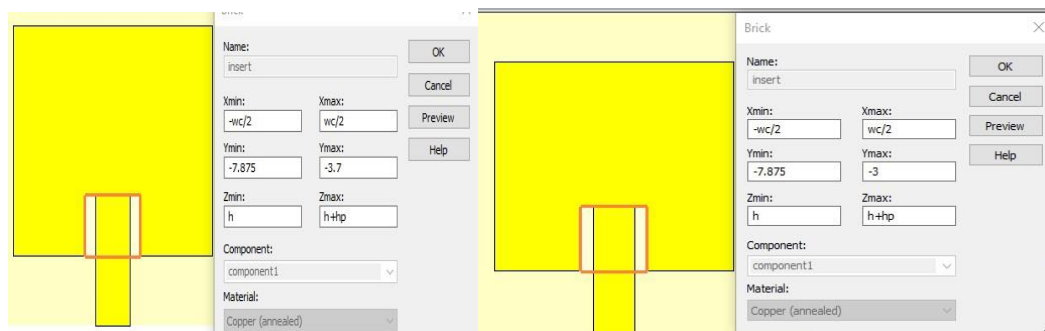 Brick
Name:
OK
insert
Cancel
Xmin: Xmax:
-wc/2 wc/2 Preview
Ymin: Ymax: Help
-7.875 -3.7
Zmin: Zmax:
h h+hp
Component:
component1
Material:
Copper (annealed)
Brick
Name:
OK
insert
Cancel
Xmin: Xmax:
-wc/2 wc/2 Preview
Ymin: Ymax: Help
-7.875 -3
Zmin: Zmax:
h h+hp
Component:
component1
Material:
Copper (annealed)